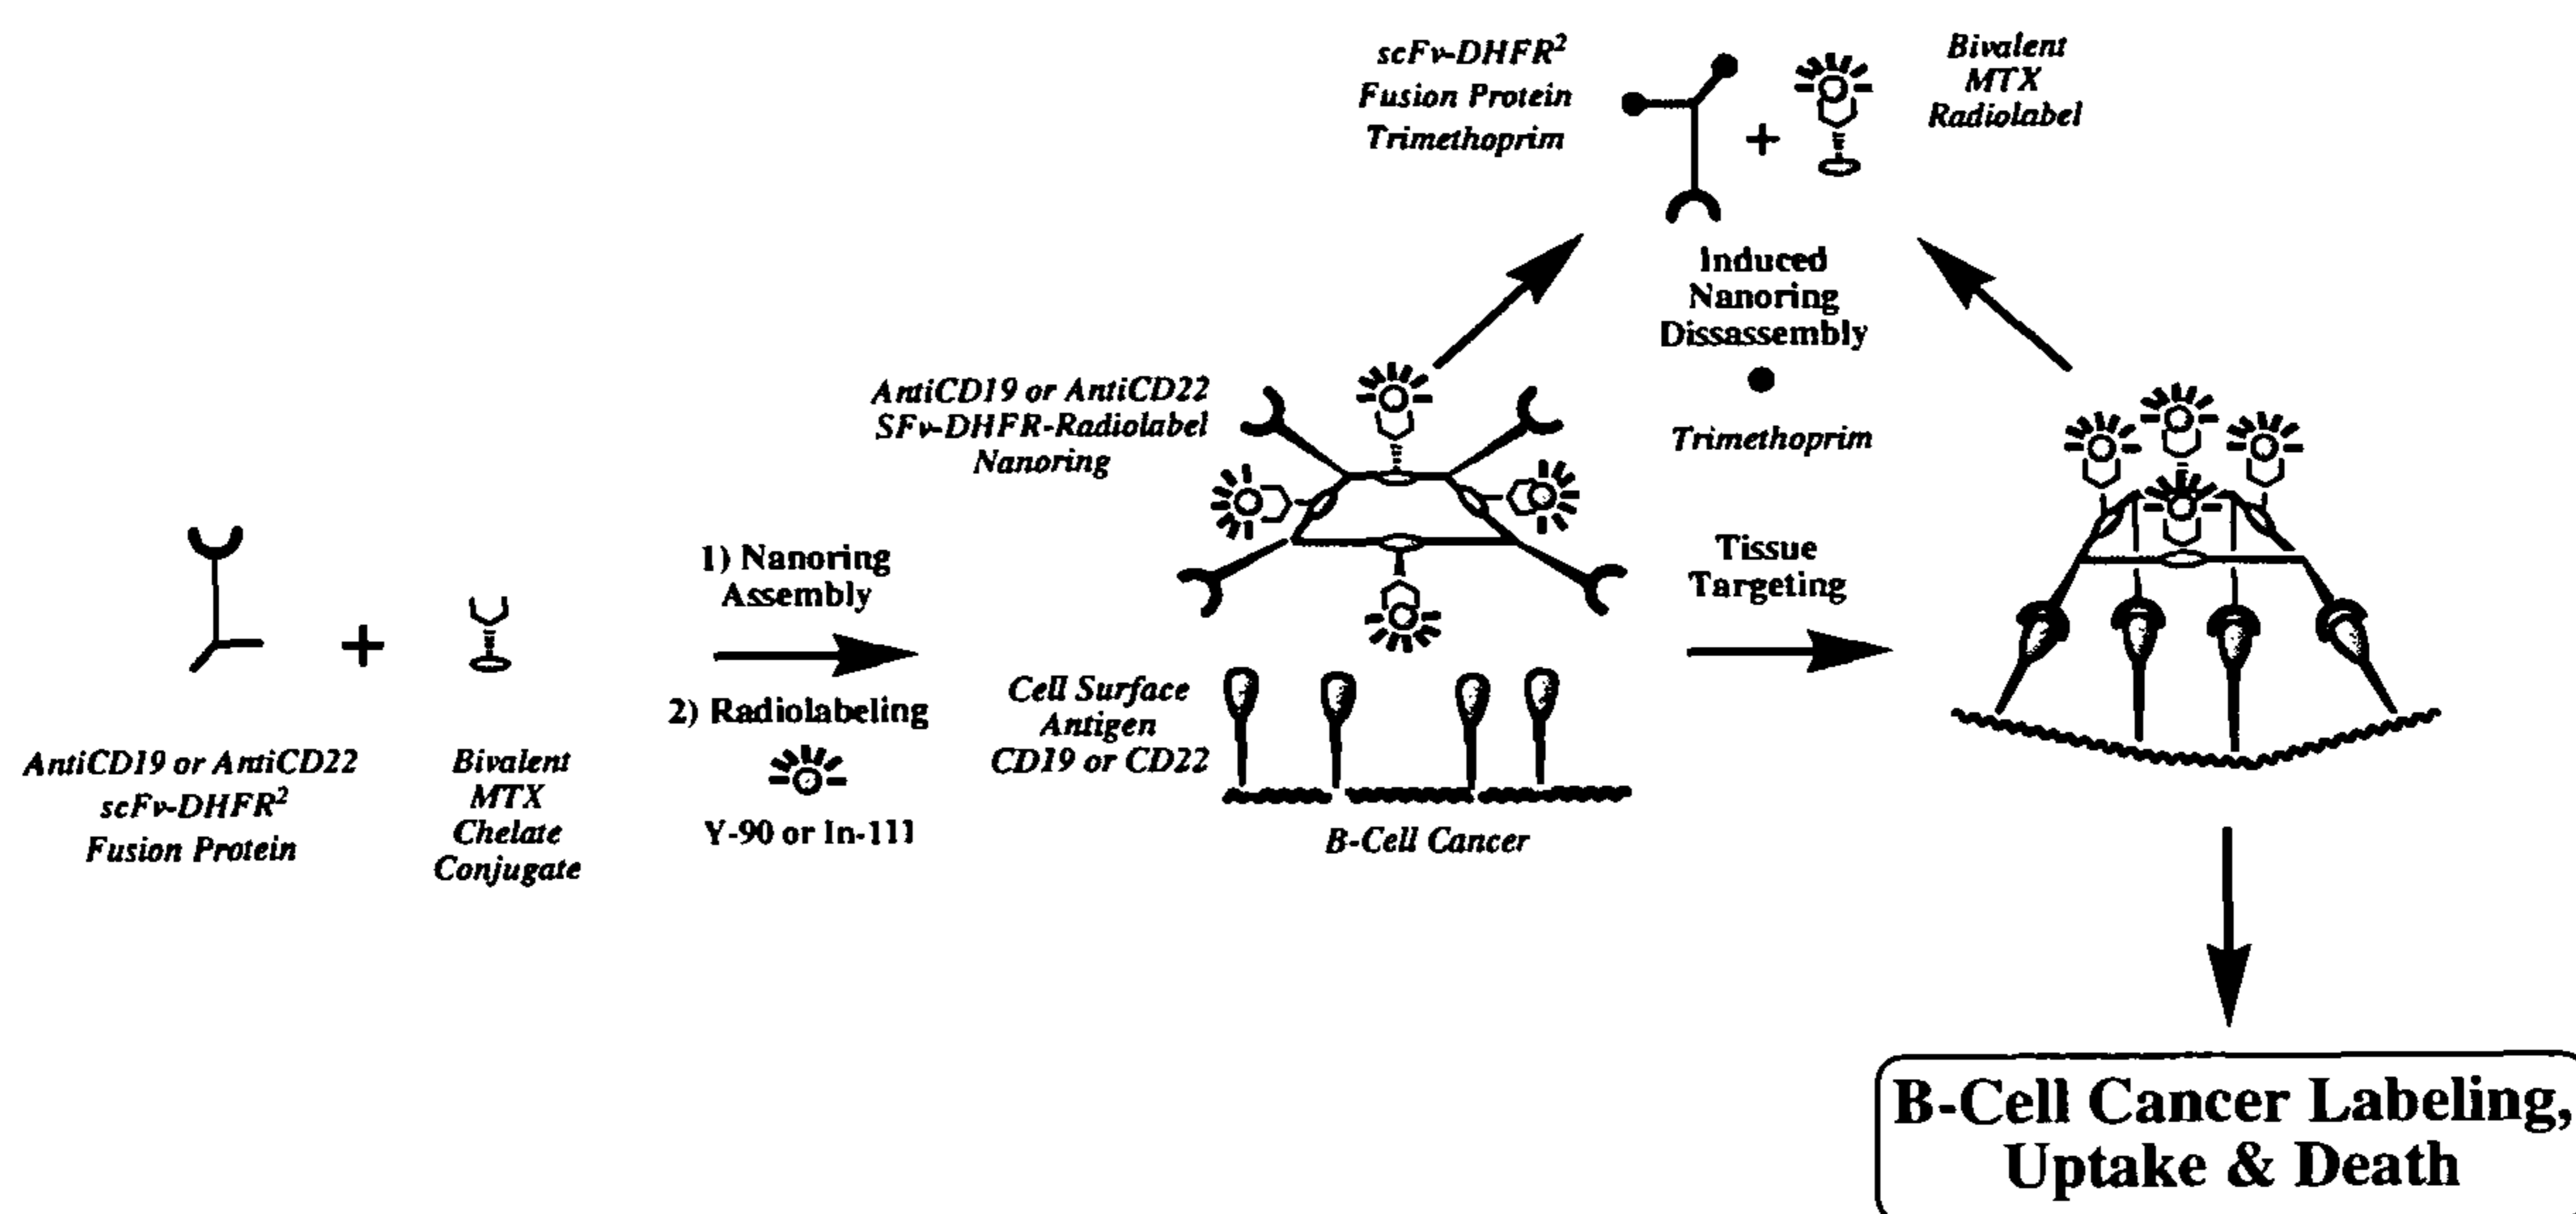 scFv-DHFR²
Fusion Protein
Trimethoprim
Bivalent
MTX
Radiolabel
+
Induced
Nanoring
Dissassembly
Trimethoprim
AntiCD19 or AntiCD22
SFv-DHFR-Radiolabel
Nanoring
1) Nanoring
Assembly
2) Radiolabeling
Y-90 or In-111
+
AntiCD19 or AntiCD22
scFv-DHFR²
Fusion Protein
Bivalent
MTX
Chelate
Conjugate
Cell Surface
Antigen
CD19 or CD22
B-Cell Cancer
Tissue
Targeting
B-Cell Cancer Labeling,
Uptake & Death